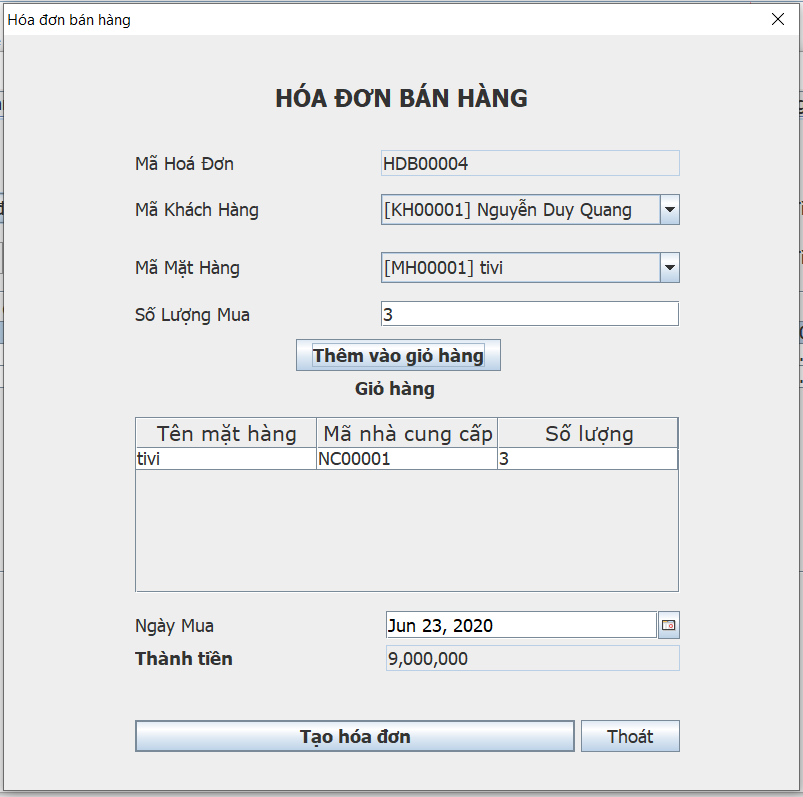 Hóa đơn bán hàng
HÓA ĐƠN BÁN HÀNG
Mã Hoá Đơn HDB00004
Mã Khách Hàng [KH00001] Nguyễn Duy Quang
Mã Mặt Hàng [MH00001] tivi
Số Lượng Mua 3
Thêm vào giỏ hàng
Giỏ hàng
Tên mặt hàng Mã nhà cung cấp Số lượng
tivi NC00001 3
Ngày Mua Jun 23, 2020
Thành tiền 9,000,000
Tạo hóa đơn Thoát